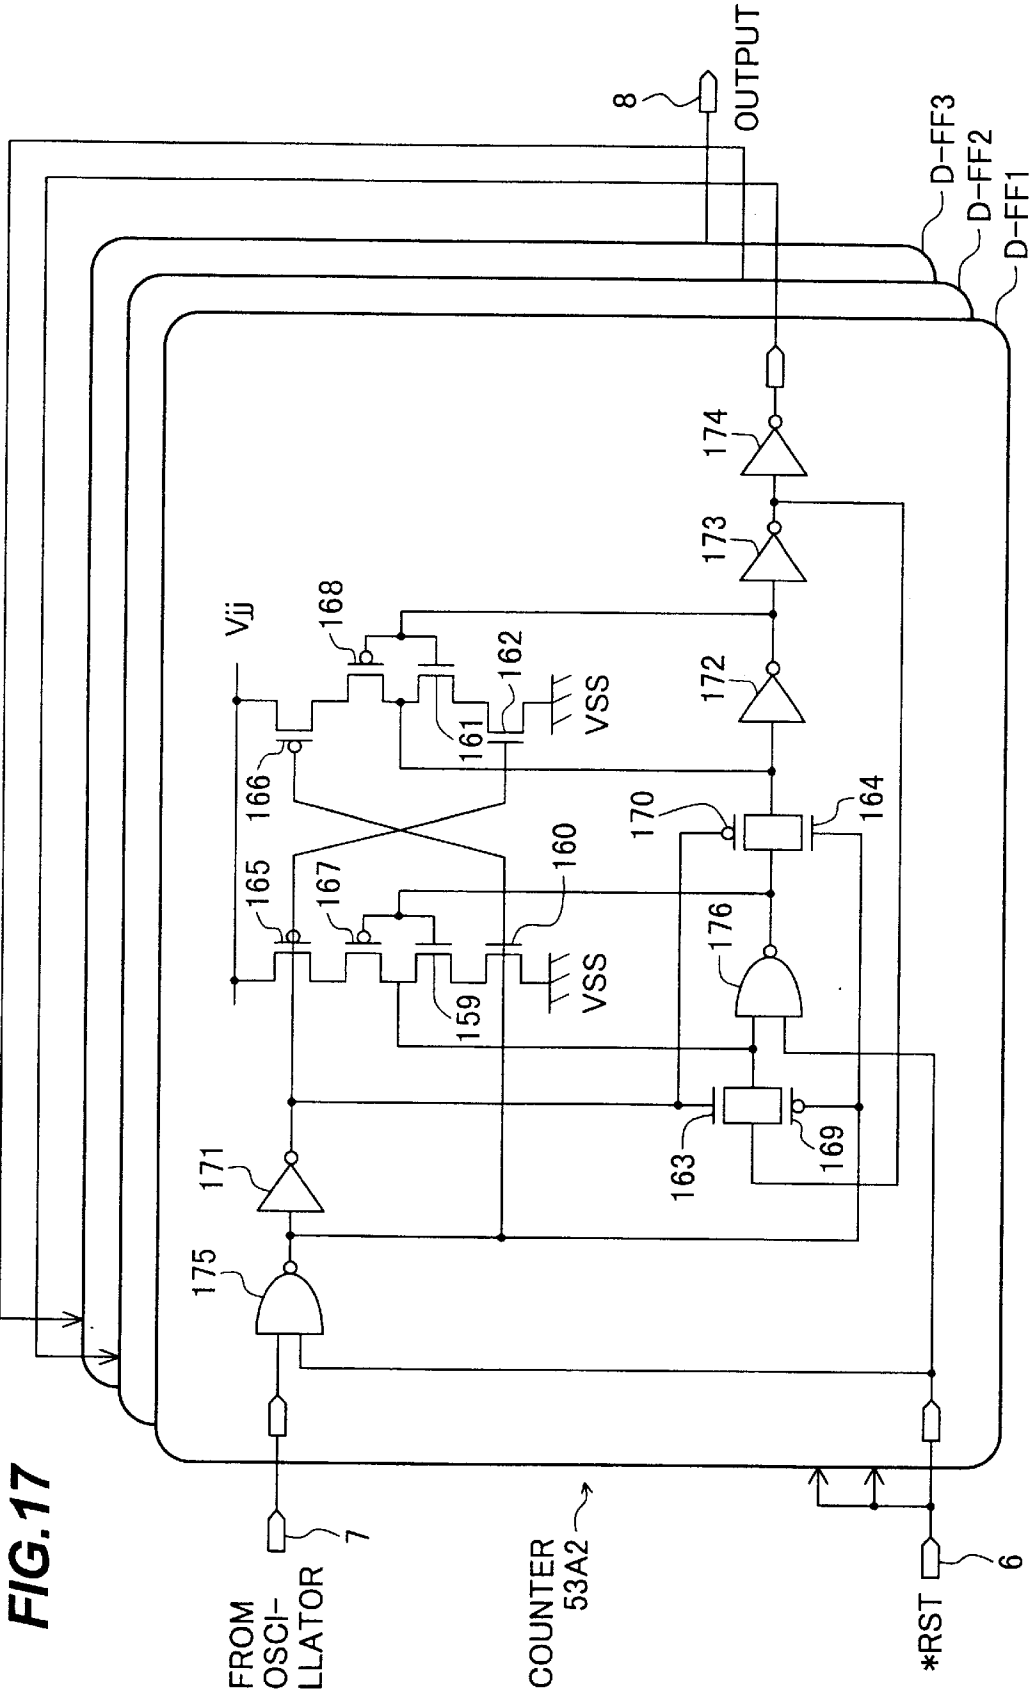 FIG.17
FROM
OSCI-
LLATOR
7
COUNTER
53A2
*RST
6
175
171
165
167
159
160
VSS
Vjj
166
168
161
162
VSS
163
169
176
170
164
172
173
174
8
OUTPUT
D-FF3
D-FF2
D-FF1